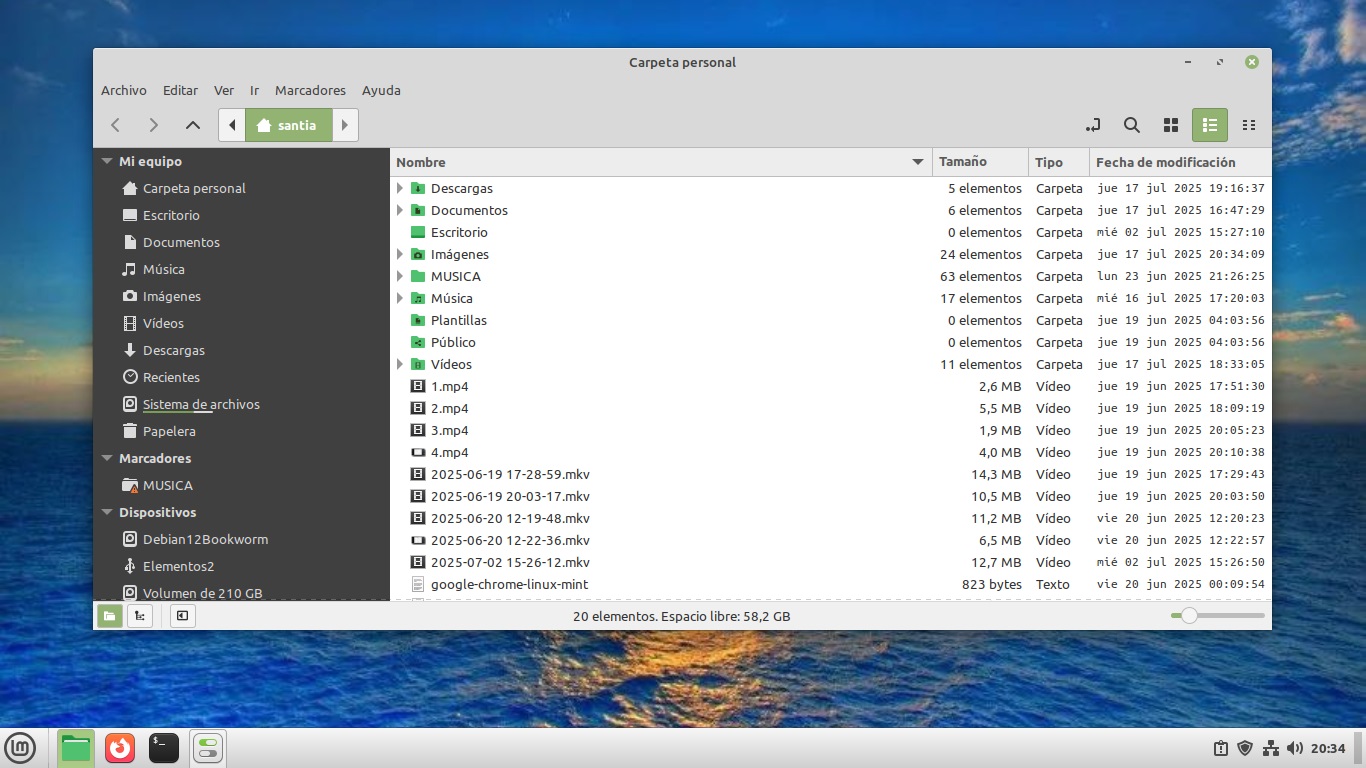 Carpeta personal
Archivo Editar Ver Ir Marcadores Ayuda
santia
Mi equipo
Carpeta personal
Escritorio
Documentos
Música
Imágenes
Vídeos
Descargas
Recientes
Sistema de archivos
Papelera
Marcadores
MUSICA
Dispositivos
Debian12Bookworm
Elementos2
Volumen de 210 GB
Nombre Tamaño Tipo Fecha de modificación
Descargas 5 elementos Carpeta jue 17 jul 2025 19:16:37
Documentos 6 elementos Carpeta jue 17 jul 2025 16:47:29
Escritorio 0 elementos Carpeta mié 02 jul 2025 15:27:10
Imágenes 24 elementos Carpeta jue 17 jul 2025 20:34:09
MUSICA 63 elementos Carpeta lun 23 jun 2025 21:26:25
Música 17 elementos Carpeta mié 16 jul 2025 17:20:03
Plantillas 0 elementos Carpeta jue 19 jun 2025 04:03:56
Público 0 elementos Carpeta jue 19 jun 2025 04:03:56
Vídeos 11 elementos Carpeta jue 17 jul 2025 18:33:05
1.mp4 2,6 MB Vídeo jue 19 jun 2025 17:51:30
2.mp4 5,5 MB Vídeo jue 19 jun 2025 18:09:19
3.mp4 1,9 MB Vídeo jue 19 jun 2025 20:05:23
4.mp4 4,0 MB Vídeo jue 19 jun 2025 20:10:38
2025-06-19 17-28-59.mkv 14,3 MB Vídeo jue 19 jun 2025 17:29:43
2025-06-19 20-03-17.mkv 10,5 MB Vídeo jue 19 jun 2025 20:03:50
2025-06-20 12-19-48.mkv 11,2 MB Vídeo vie 20 jun 2025 12:20:23
2025-06-20 12-22-36.mkv 6,5 MB Vídeo vie 20 jun 2025 12:22:57
2025-07-02 15-26-12.mkv 12,7 MB Vídeo mié 02 jul 2025 15:26:50
google-chrome-linux-mint 823 bytes Texto vie 20 jun 2025 00:09:54
20 elementos. Espacio libre: 58,2 GB
20:34